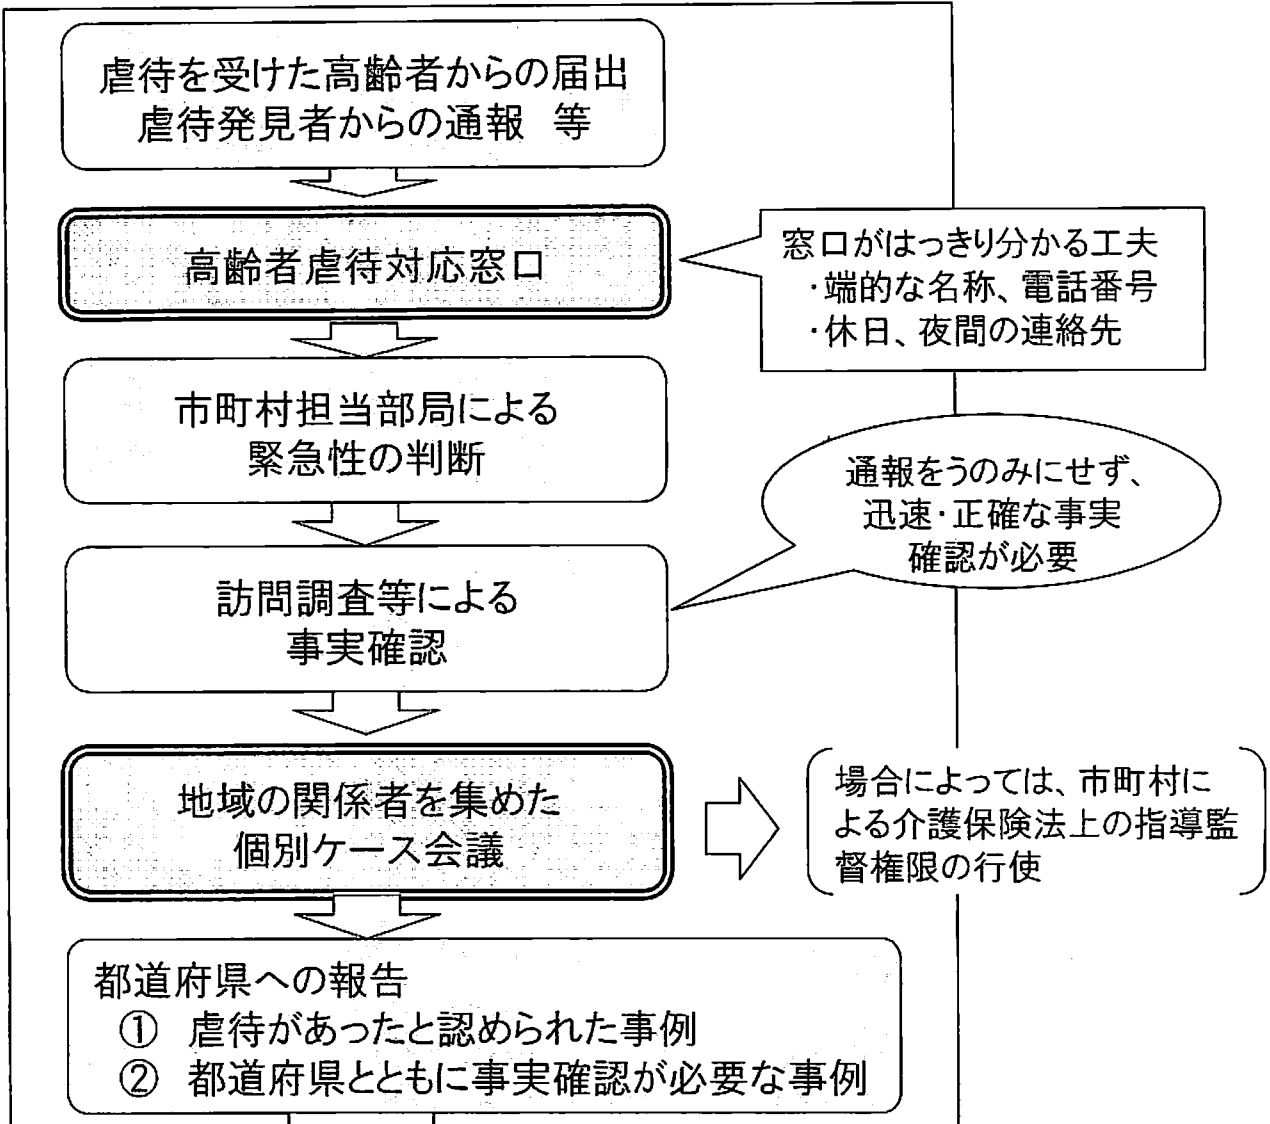 虐待を受けた高齢者からの届出
虐待発見者からの通報 等
高齢者虐待対応窓口
窓口がはっきり分かる工夫
・端的な名称、電話番号
・休日、夜間の連絡先
市町村担当部局による
緊急性の判断
通報をうのみにせず、
迅速・正確な事実
確認が必要
訪問調査等による
事実確認
地域の関係者を集めた
個別ケース会議
場合によっては、市町村に
よる介護保険法上の指導監
督権限の行使
都道府県への報告
① 虐待があったと認められた事例
② 都道府県とともに事実確認が必要な事例